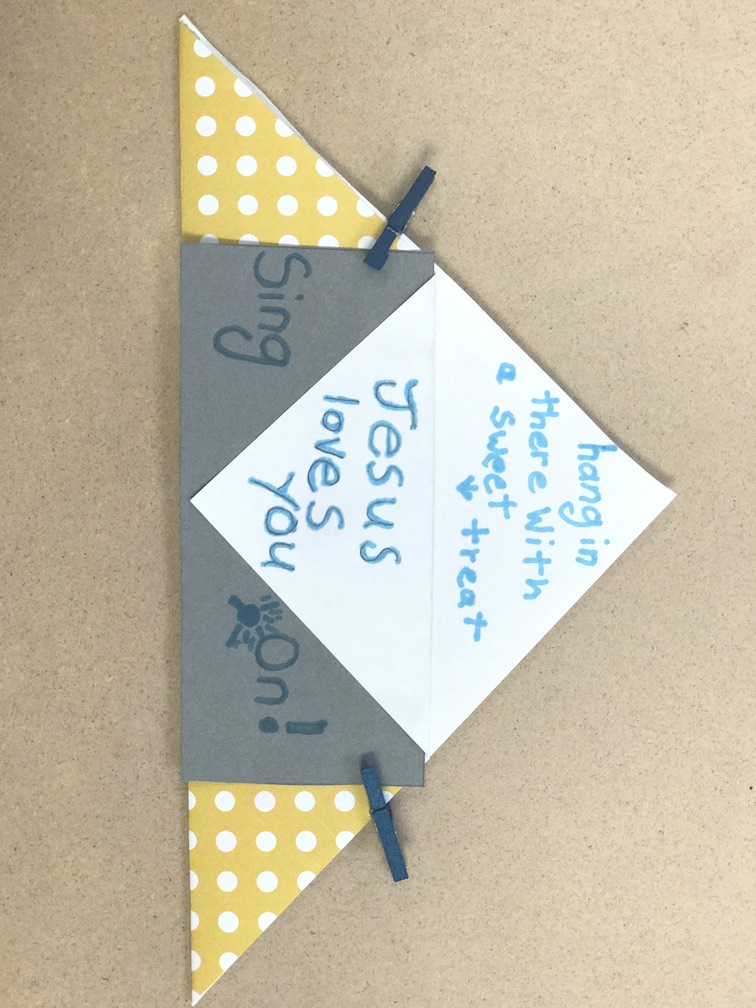 hang in
there With
a sweet
treat
Jesus
loves
you
Sing On!